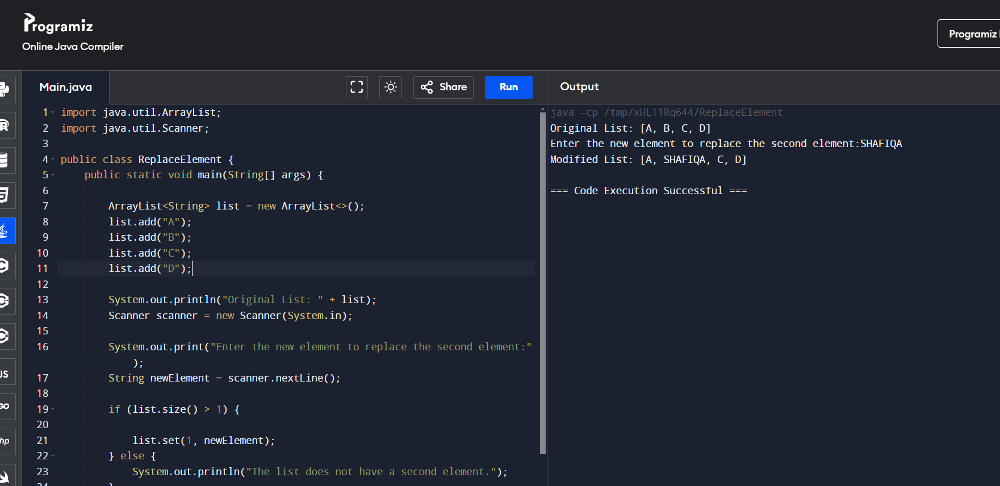 Programiz
Online Java Compiler
Programiz
Main.java
Share
Run
Output
1 import java.util.ArrayList;
2 import java.util.Scanner;
3
4 public class ReplaceElement {
5     public static void main(String[] args) {
6
7         ArrayList<String> list = new ArrayList<>();
8         list.add("A");
9         list.add("B");
10         list.add("C");
11         list.add("D");
12
13         System.out.println("Original List: " + list);
14         Scanner scanner = new Scanner(System.in);
15
16         System.out.print("Enter the new element to replace the second element:"
            );
17         String newElement = scanner.nextLine();
18
19         if (list.size() > 1) {
20
21             list.set(1, newElement);
22         } else {
23             System.out.println("The list does not have a second element.");
24         }
java -cp /tmp/xHL11Rq644/ReplaceElement
Original List: [A, B, C, D]
Enter the new element to replace the second element:SHAFIQA
Modified List: [A, SHAFIQA, C, D]
=== Code Execution Successful ===
JS
GO
hp